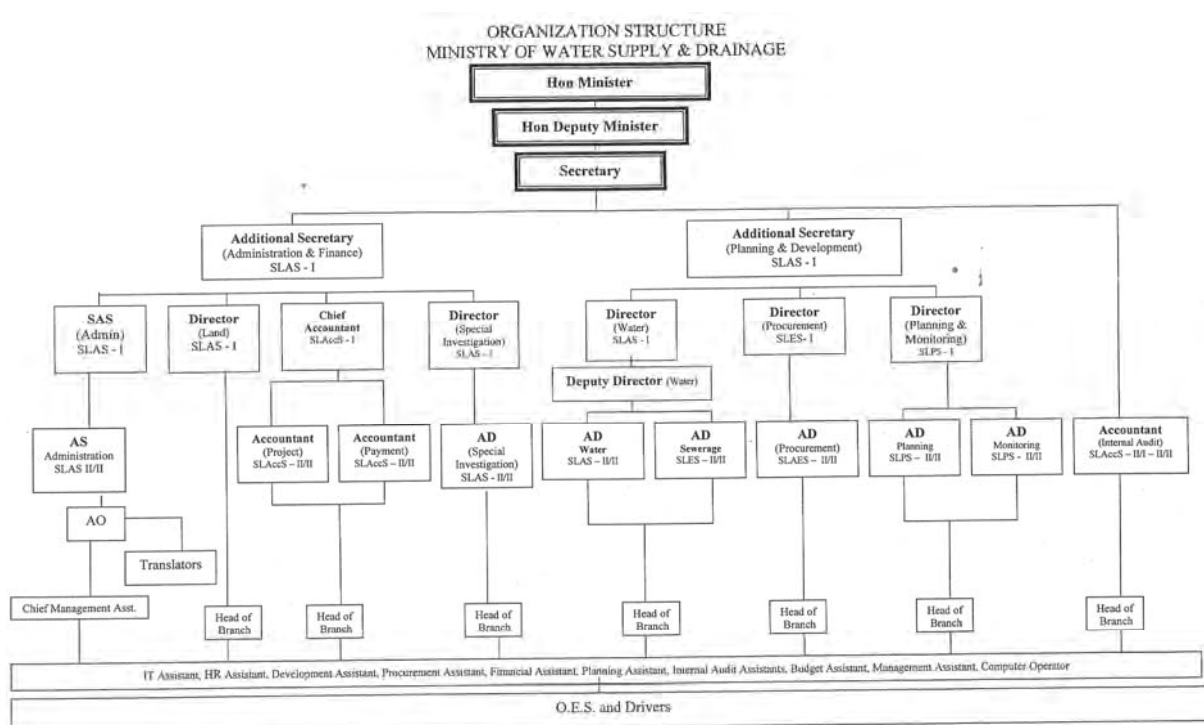 ORGANIZATION STRUCTURE
MINISTRY OF WATER SUPPLY & DRAINAGE
Hon Minister
Hon Deputy Minister
Secretary
Additional Secretary
(Administration & Finance)
SLAS - I
Additional Secretary
(Planning & Development)
SLAS - I
SAS
(Admin)
SLAS - I
Director
(Land)
SLAS - I
Chief
Accountant
SLAccS - I
Director
(Special
Investigation)
SLAS - I
Director
(Water)
SLAS - I
Director
(Procurement)
SLES- I
Director
(Planning &
Monitoring)
SLPS - I
Deputy Director (Water)
AS
Administration
SLAS II/II
Accountant
(Project)
SLAccS – II/II
Accountant
(Payment)
SLAccS – II/II
AD
(Special
Investigation)
SLAS - II/II
AD
Water
SLAS – II/II
AD
Sewerage
SLES – II/II
AD
(Procurement)
SLAES – II/II
AD
Planning
SLPS – II/II
AD
Monitoring
SLPS - II/II
Accountant
(Internal Audit)
SLAccS – II/I – II/II
AO
Translators
Chief Management Asst.
Head of
Branch
Head of
Branch
Head of
Branch
Head of
Branch
Head of
Branch
Head of
Branch
Head of
Branch
IT Assistant, HR Assistant, Development Assistant, Procurement Assistant, Financial Assistant, Planning Assistant, Internal Audit Assistants, Budget Assistant, Management Assistant, Computer Operator
O.E.S. and Drivers